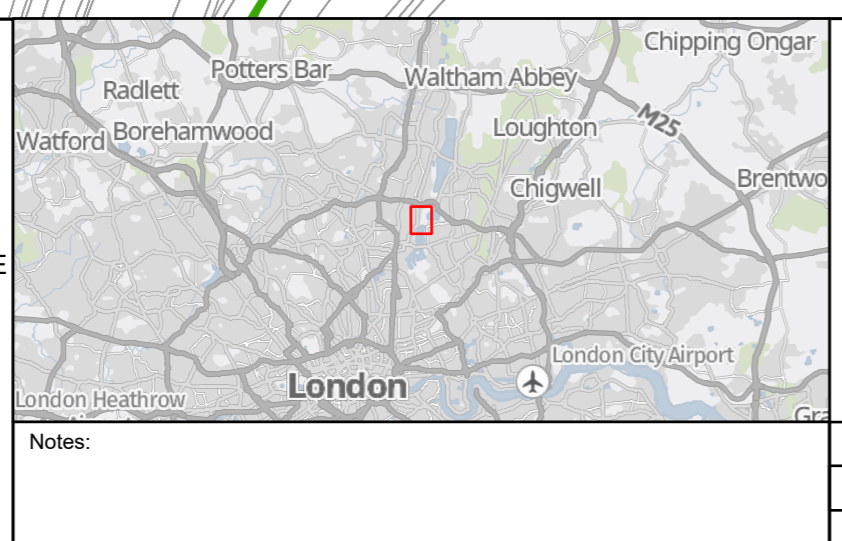 Chipping Ongar
Potters Bar
Waltham Abbey
Radlett
M25
Loughton
Watford
Borehamwood
Chigwell
Brentwo
E
London City Airport
London
London Heathrow
Gra
Notes: